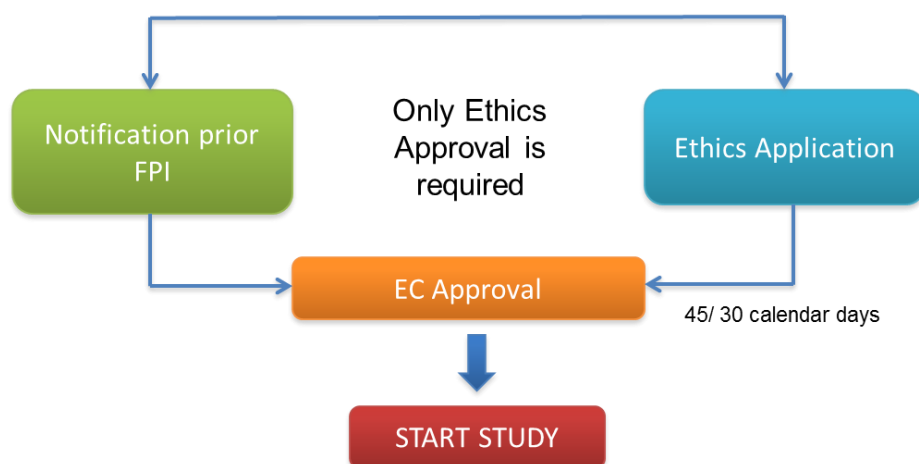 Notification prior
FPI
Only Ethics
Approval is
required
Ethics Application
EC Approval
45/ 30 calendar days
START STUDY